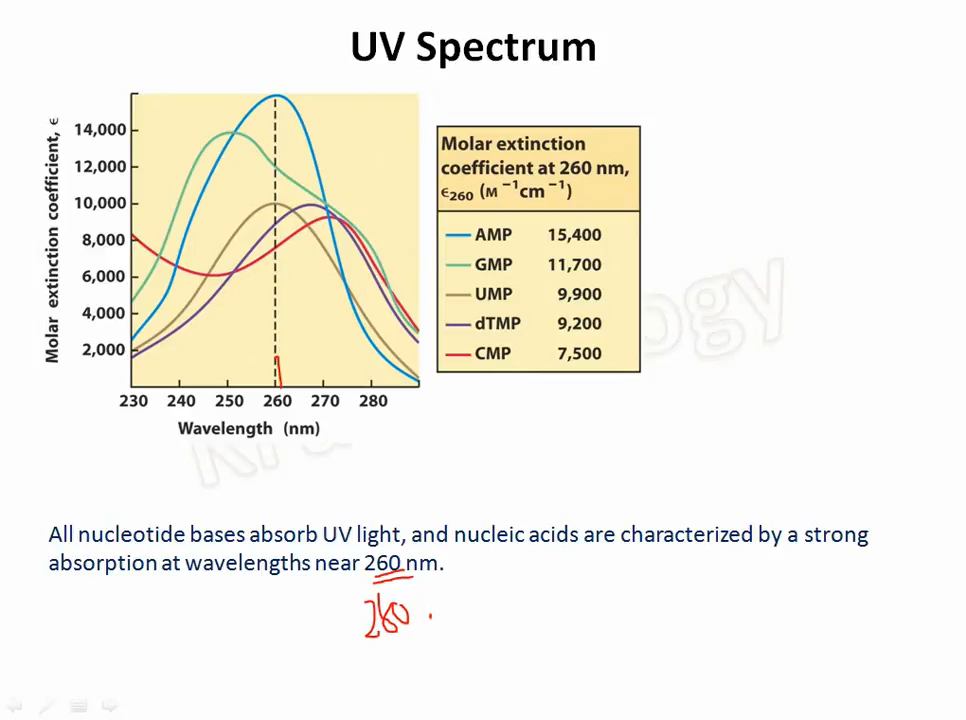 UV Spectrum
Molar extinction coefficient, ϵ
14,000
12,000
10,000
8,000
6,000
4,000
2,000
230 240 250 260 270 280
Wavelength (nm)
Molar extinction
coefficient at 260 nm,
ϵ260 (M⁻¹cm⁻¹)
AMP 15,400
GMP 11,700
UMP 9,900
dTMP 9,200
CMP 7,500
All nucleotide bases absorb UV light, and nucleic acids are characterized by a strong
absorption at wavelengths near 260 nm.
260